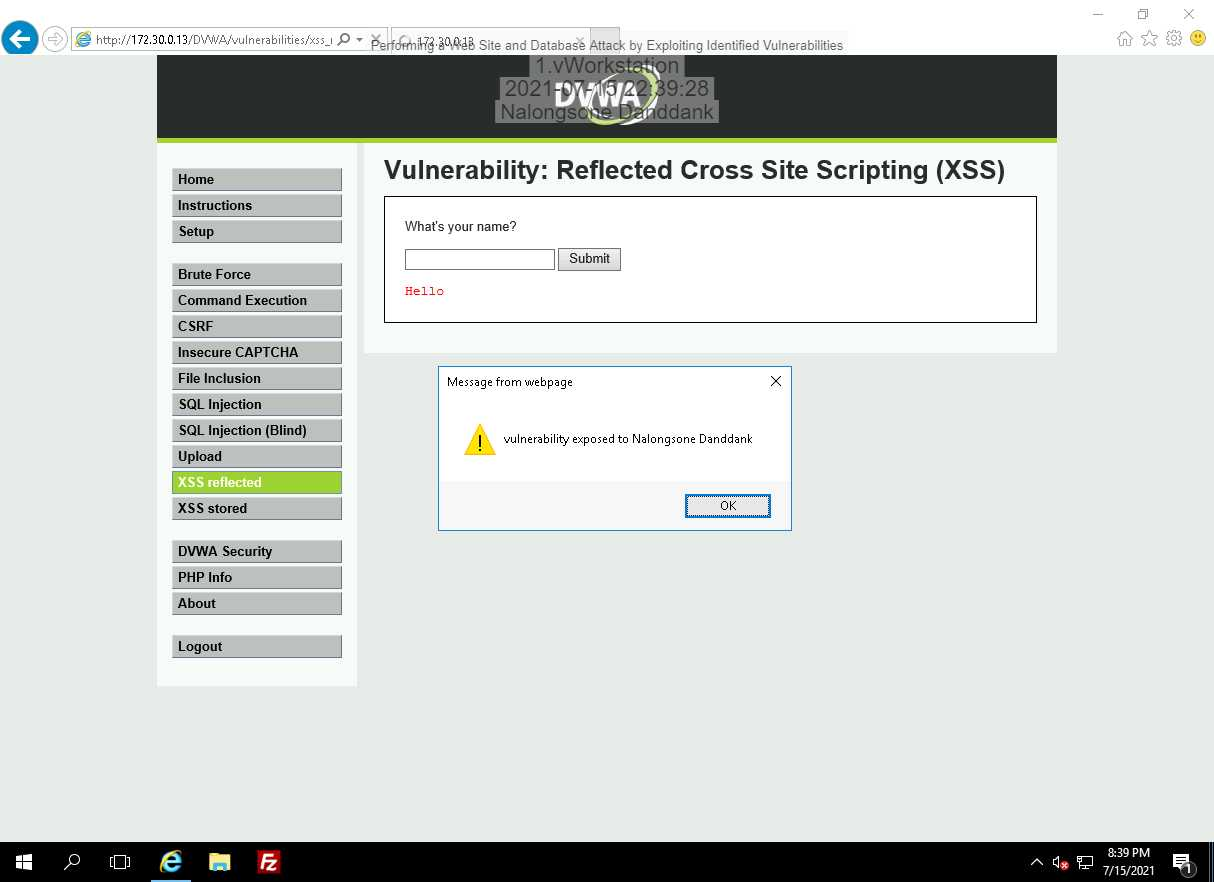 http://172.30.0.13/DVWA/vulnerabilities/xss_
172.30.0.13
Performing a Web Site and Database Attack by Exploiting Identified Vulnerabilities
1.vWorkstation
2021-07-15 22:39:28
Nalongsone Danddank
DVWA
Home
Instructions
Setup
Brute Force
Command Execution
CSRF
Insecure CAPTCHA
File Inclusion
SQL Injection
SQL Injection (Blind)
Upload
XSS reflected
XSS stored
DVWA Security
PHP Info
About
Logout
Vulnerability: Reflected Cross Site Scripting (XSS)
What's your name?
Submit
Hello
Message from webpage
vulnerability exposed to Nalongsone Danddank
OK
Fz
8:39 PM
7/15/2021
1